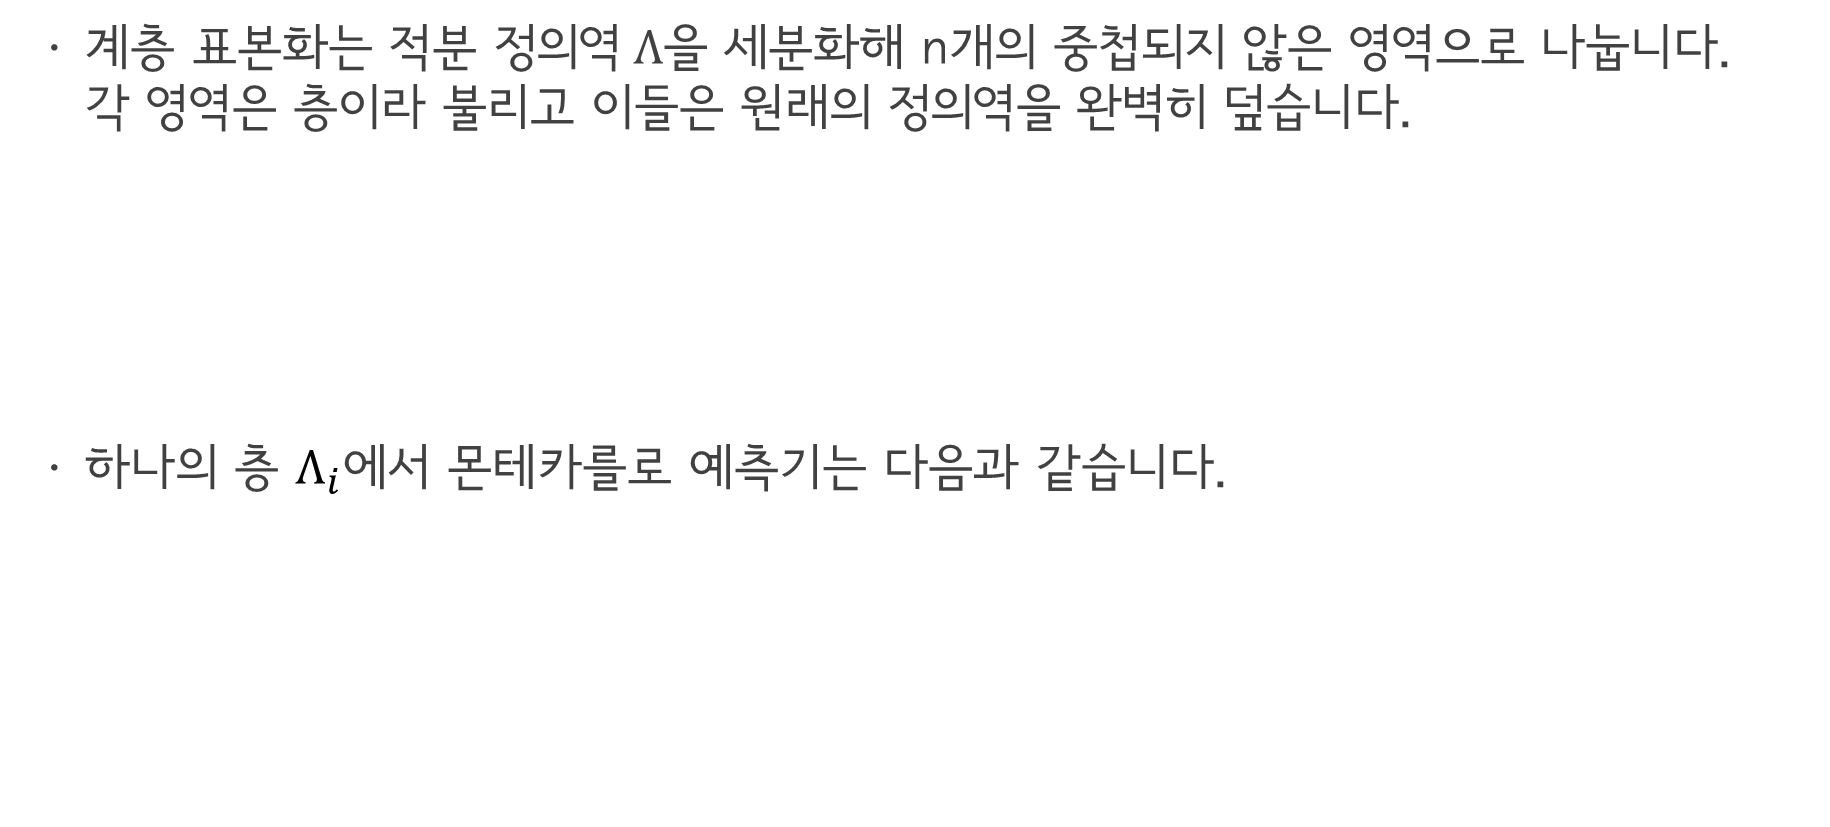 · 계층 표본화는 적분 정의역 Λ을 세분화해 n개의 중첩되지 않은 영역으로 나눕니다.
각 영역은 층이라 불리고 이들은 원래의 정의역을 완벽히 덮습니다.
· 하나의 층 Λᵢ에서 몬테카를로 예측기는 다음과 같습니다.